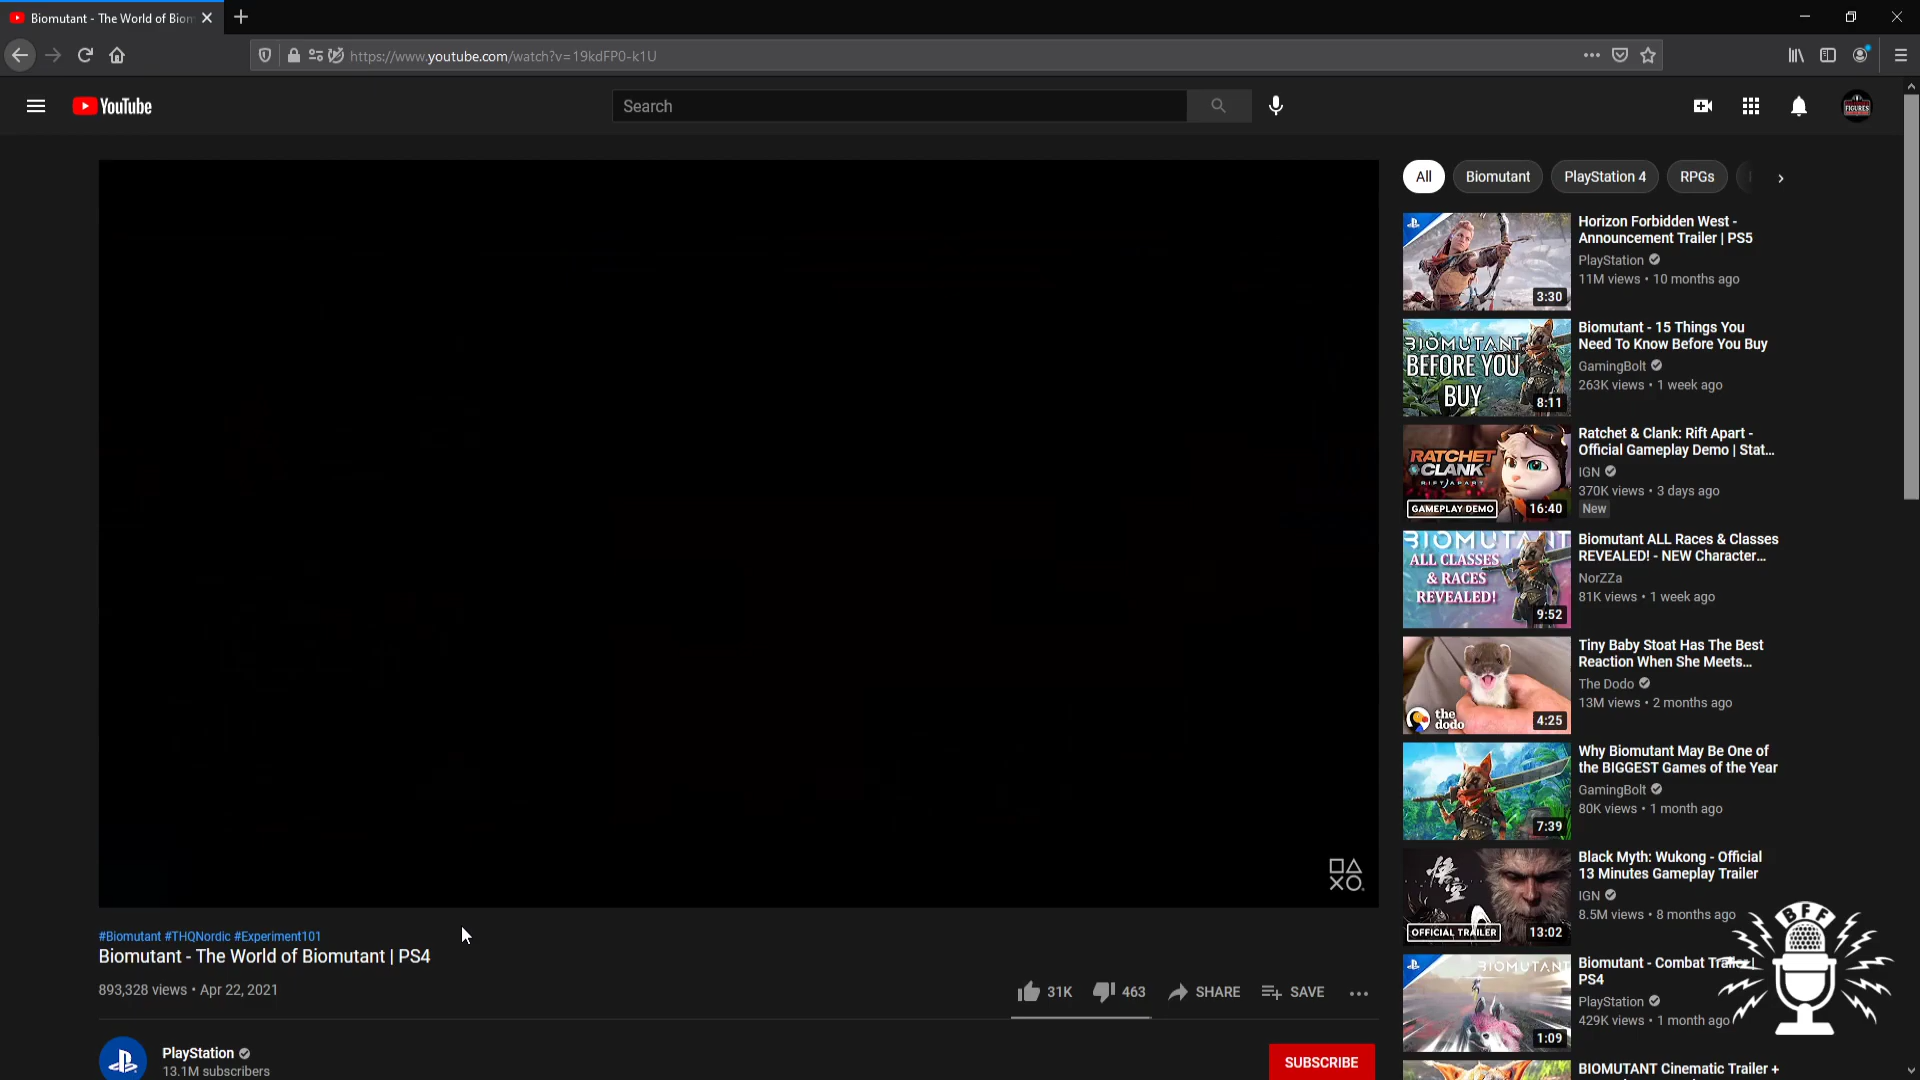 Biomutant - The World of Bion
https://www.youtube.com/watch?v=19kdFP0-k1U
YouTube
Search
FIGURES
All
Biomutant
PlayStation 4
RPGs
Horizon Forbidden West -
Announcement Trailer | PS5
PlayStation
11M views • 10 months ago
3:30
BIOMUTANT
BEFORE YOU
BUY
8:11
Biomutant - 15 Things You
Need To Know Before You Buy
GamingBolt
263K views • 1 week ago
RATCHET
& CLANK
RIFT APART
GAMEPLAY DEMO
16:40
Ratchet & Clank: Rift Apart -
Official Gameplay Demo | Stat...
IGN
370K views • 3 days ago
New
BIOMUTANT
ALL CLASSES
& RACES
REVEALED!
9:52
Biomutant ALL Races & Classes
REVEALED! - NEW Character...
NorZZa
81K views • 1 week ago
the
dodo
4:25
Tiny Baby Stoat Has The Best
Reaction When She Meets...
The Dodo
13M views • 2 months ago
7:39
Why Biomutant May Be One of
the BIGGEST Games of the Year
GamingBolt
80K views • 1 month ago
悟
空
OFFICIAL TRAILER
13:02
Black Myth: Wukong - Official
13 Minutes Gameplay Trailer
IGN
8.5M views • 8 months ago
BFF
BIOMUTANT
1:09
Biomutant - Combat Trailer |
PS4
PlayStation
429K views • 1 month ago
BIOMUTANT Cinematic Trailer +
#Biomutant #THQNordic #Experiment101
Biomutant - The World of Biomutant | PS4
893,328 views • Apr 22, 2021
31K
463
SHARE
SAVE
PlayStation
13.1M subscribers
SUBSCRIBE